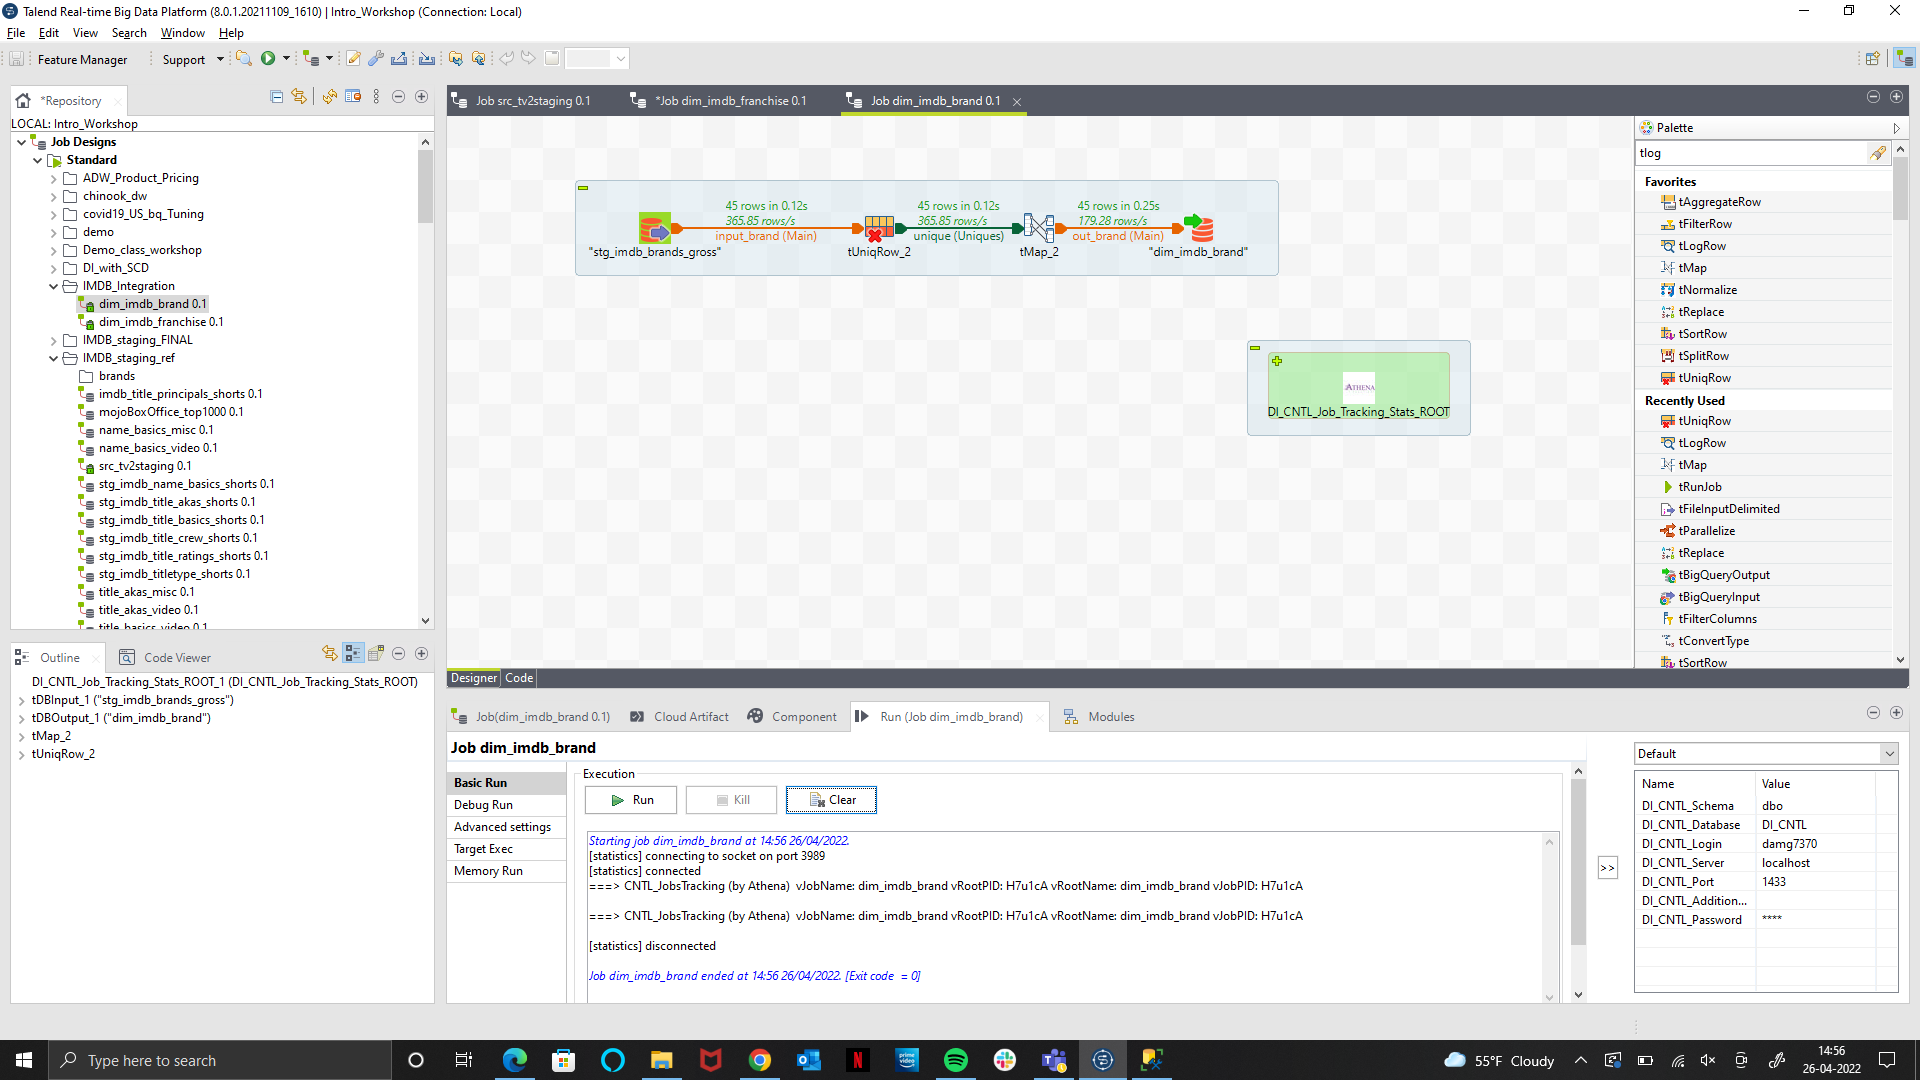 Talend Real-time Big Data Platform (8.0.1.20211109_1610) | Intro_Workshop (Connection: Local)
File Edit View Search Window Help
Feature Manager Support
*Repository
LOCAL: Intro_Workshop
Job Designs
Standard
ADW_Product_Pricing
chinook_dw
covid19_US_bq_Tuning
demo
Demo_class_workshop
DI_with_SCD
IMDB_Integration
dim_imdb_brand 0.1
dim_imdb_franchise 0.1
IMDB_staging_FINAL
IMDB_staging_ref
brands
imdb_title_principals_shorts 0.1
mojoBoxOffice_top1000 0.1
name_basics_misc 0.1
name_basics_video 0.1
src_tv2staging 0.1
stg_imdb_name_basics_shorts 0.1
stg_imdb_title_akas_shorts 0.1
stg_imdb_title_basics_shorts 0.1
stg_imdb_title_crew_shorts 0.1
stg_imdb_title_ratings_shorts 0.1
stg_imdb_titletype_shorts 0.1
title_akas_misc 0.1
title_akas_video 0.1
title_basics_video 0.1
Outline Code Viewer
DI_CNTL_Job_Tracking_Stats_ROOT_1 (DI_CNTL_Job_Tracking_Stats_ROOT)
tDBInput_1 ("stg_imdb_brands_gross")
tDBOutput_1 ("dim_imdb_brand")
tMap_2
tUniqRow_2
Job src_tv2staging 0.1 *Job dim_imdb_franchise 0.1 Job dim_imdb_brand 0.1
45 rows in 0.12s 45 rows in 0.12s 45 rows in 0.25s
365.85 rows/s 365.85 rows/s 179.28 rows/s
input_brand (Main) unique (Uniques) out_brand (Main)
"stg_imdb_brands_gross" tUniqRow_2 tMap_2 "dim_imdb_brand"
ATHENA
DI_CNTL_Job_Tracking_Stats_ROOT
Designer Code
Palette
tlog
Favorites
tAggregateRow
tFilterRow
tLogRow
tMap
tNormalize
tReplace
tSortRow
tSplitRow
tUniqRow
Recently Used
tUniqRow
tLogRow
tMap
tRunJob
tFileInputDelimited
tParallelize
tReplace
tBigQueryOutput
tBigQueryInput
tFilterColumns
tConvertType
tSortRow
Job(dim_imdb_brand 0.1) Cloud Artifact Component Run (Job dim_imdb_brand) Modules
Job dim_imdb_brand
Basic Run
Debug Run
Advanced settings
Target Exec
Memory Run
Execution
Run Kill Clear
Starting job dim_imdb_brand at 14:56 26/04/2022.
[statistics] connecting to socket on port 3989
[statistics] connected
===> CNTL_JobsTracking (by Athena) vJobName: dim_imdb_brand vRootPID: H7u1cA vRootName: dim_imdb_brand vJobPID: H7u1cA
===> CNTL_JobsTracking (by Athena) vJobName: dim_imdb_brand vRootPID: H7u1cA vRootName: dim_imdb_brand vJobPID: H7u1cA
[statistics] disconnected
Job dim_imdb_brand ended at 14:56 26/04/2022. [Exit code = 0]
>>
Default
Name Value
DI_CNTL_Schema dbo
DI_CNTL_Database DI_CNTL
DI_CNTL_Login damg7370
DI_CNTL_Server localhost
DI_CNTL_Port 1433
DI_CNTL_Addition...
DI_CNTL_Password ****
Type here to search
N
prime video
55°F Cloudy
14:56
26-04-2022